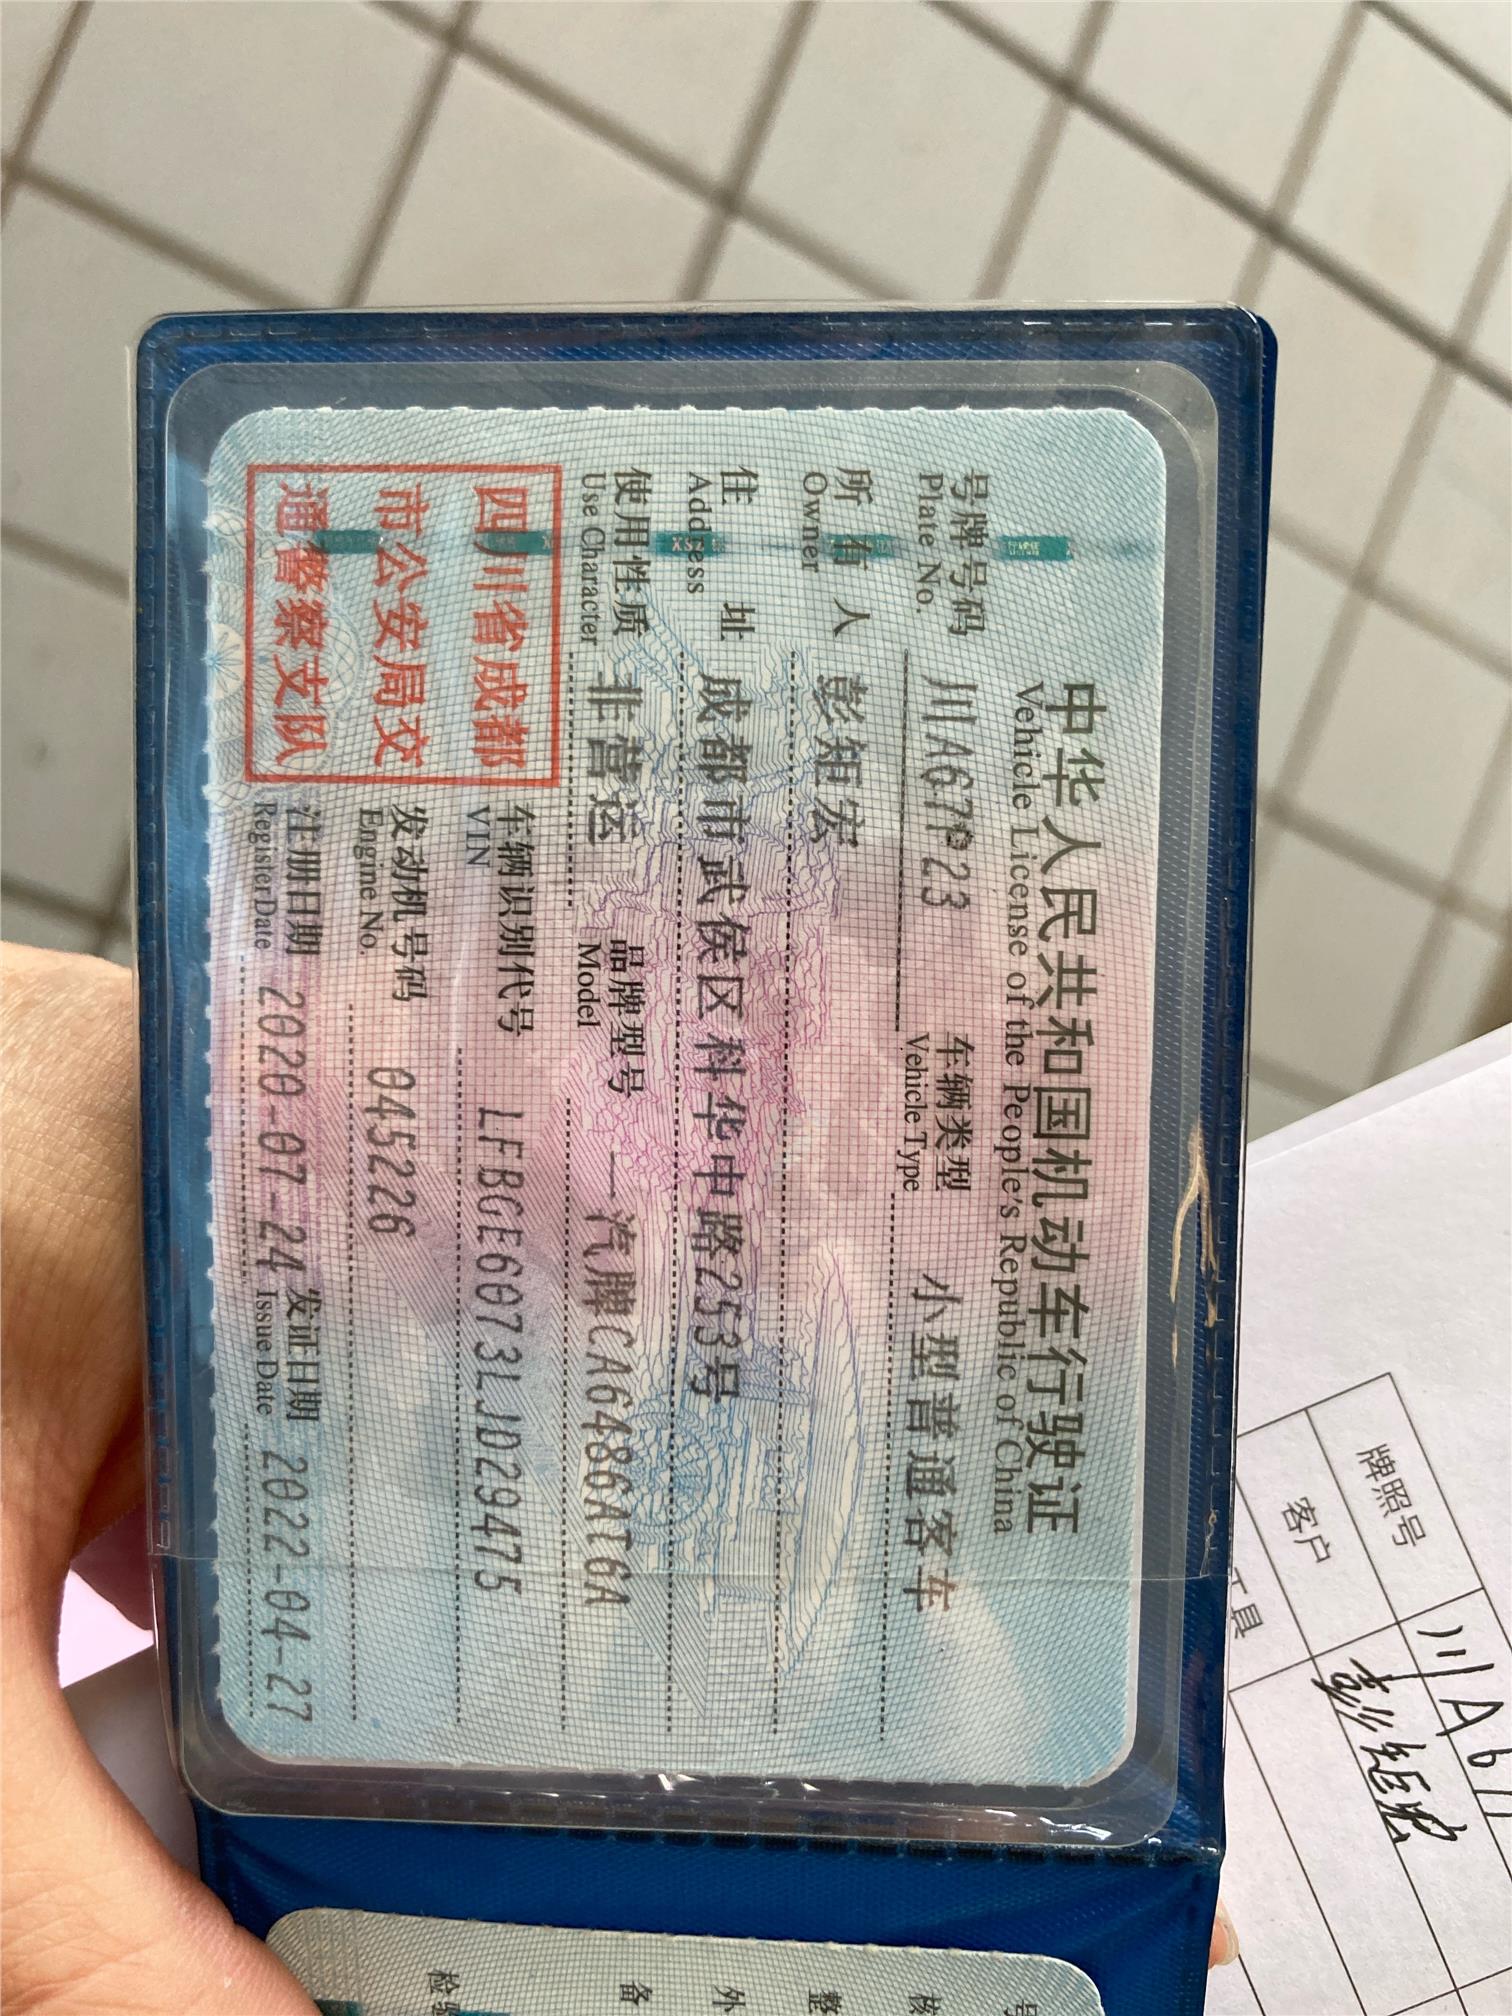 中华人民共和国机动车行驶证
Vehicle License of the People's Republic of China
号牌号码 车辆类型 小型普通客车
Plate No. Vehicle Type
所有人 彭矩宏
Owner
住址 成都市武侯区科华中路253号
Address
使用性质 非营运 品牌型号 一汽牌CA6486AE6A
Use Character Model
四川省成都
市公安局交
通警察支队
车辆识别代号 LFBGE6073LJD29475
VIN
发动机号码 045226
Engine No.
注册日期 2020-07-24 发证日期 2022-04-27
Register Date Issue Date
牌照号 川A67
客户 彭矩宏
工具